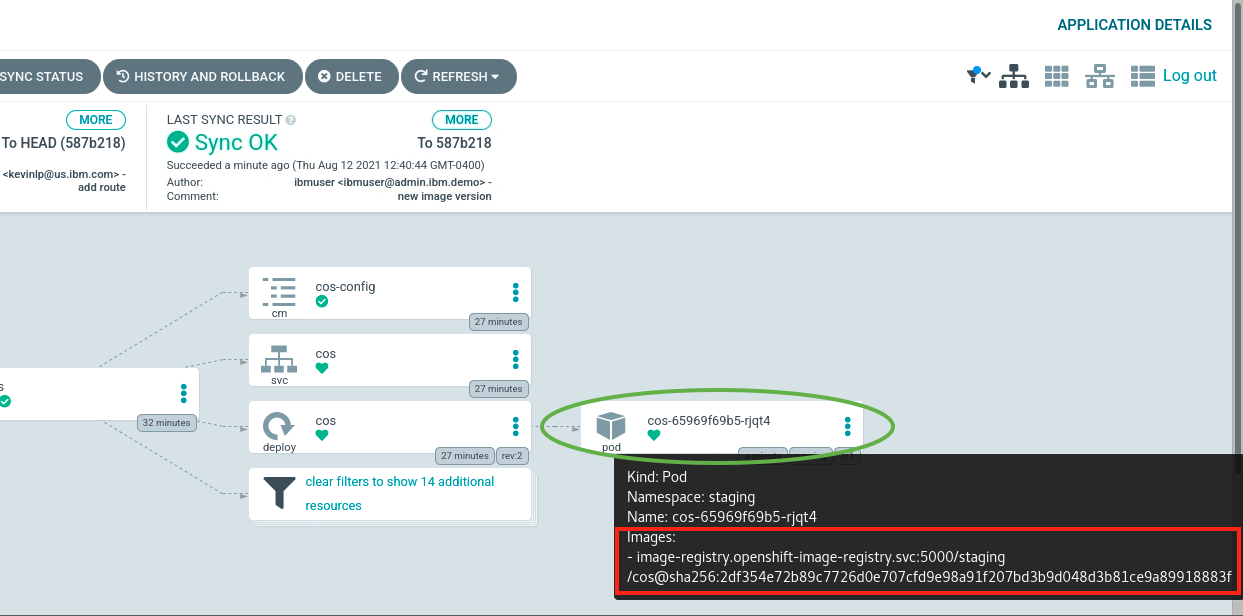 APPLICATION DETAILS
SYNC STATUS
HISTORY AND ROLLBACK
DELETE
REFRESH
Log out
MORE
To HEAD (587b218)
<kevinlp@us.ibm.com> -
add route
LAST SYNC RESULT
MORE
Sync OK
To 587b218
Succeeded a minute ago (Thu Aug 12 2021 12:40:44 GMT-0400)
Author:
ibmuser <ibmuser@admin.ibm.demo> -
Comment:
new image version
s
32 minutes
cm
cos-config
27 minutes
svc
cos
27 minutes
deploy
cos
27 minutes
rev:2
clear filters to show 14 additional
resources
pod
cos-65969f69b5-rjqt4
Kind: Pod
Namespace: staging
Name: cos-65969f69b5-rjqt4
Images:
- image-registry.openshift-image-registry.svc:5000/staging
/cos@sha256:2df354e72b89c7726d0e707cfd9e98a91f207bd3b9d048d3b81ce9a89918883f